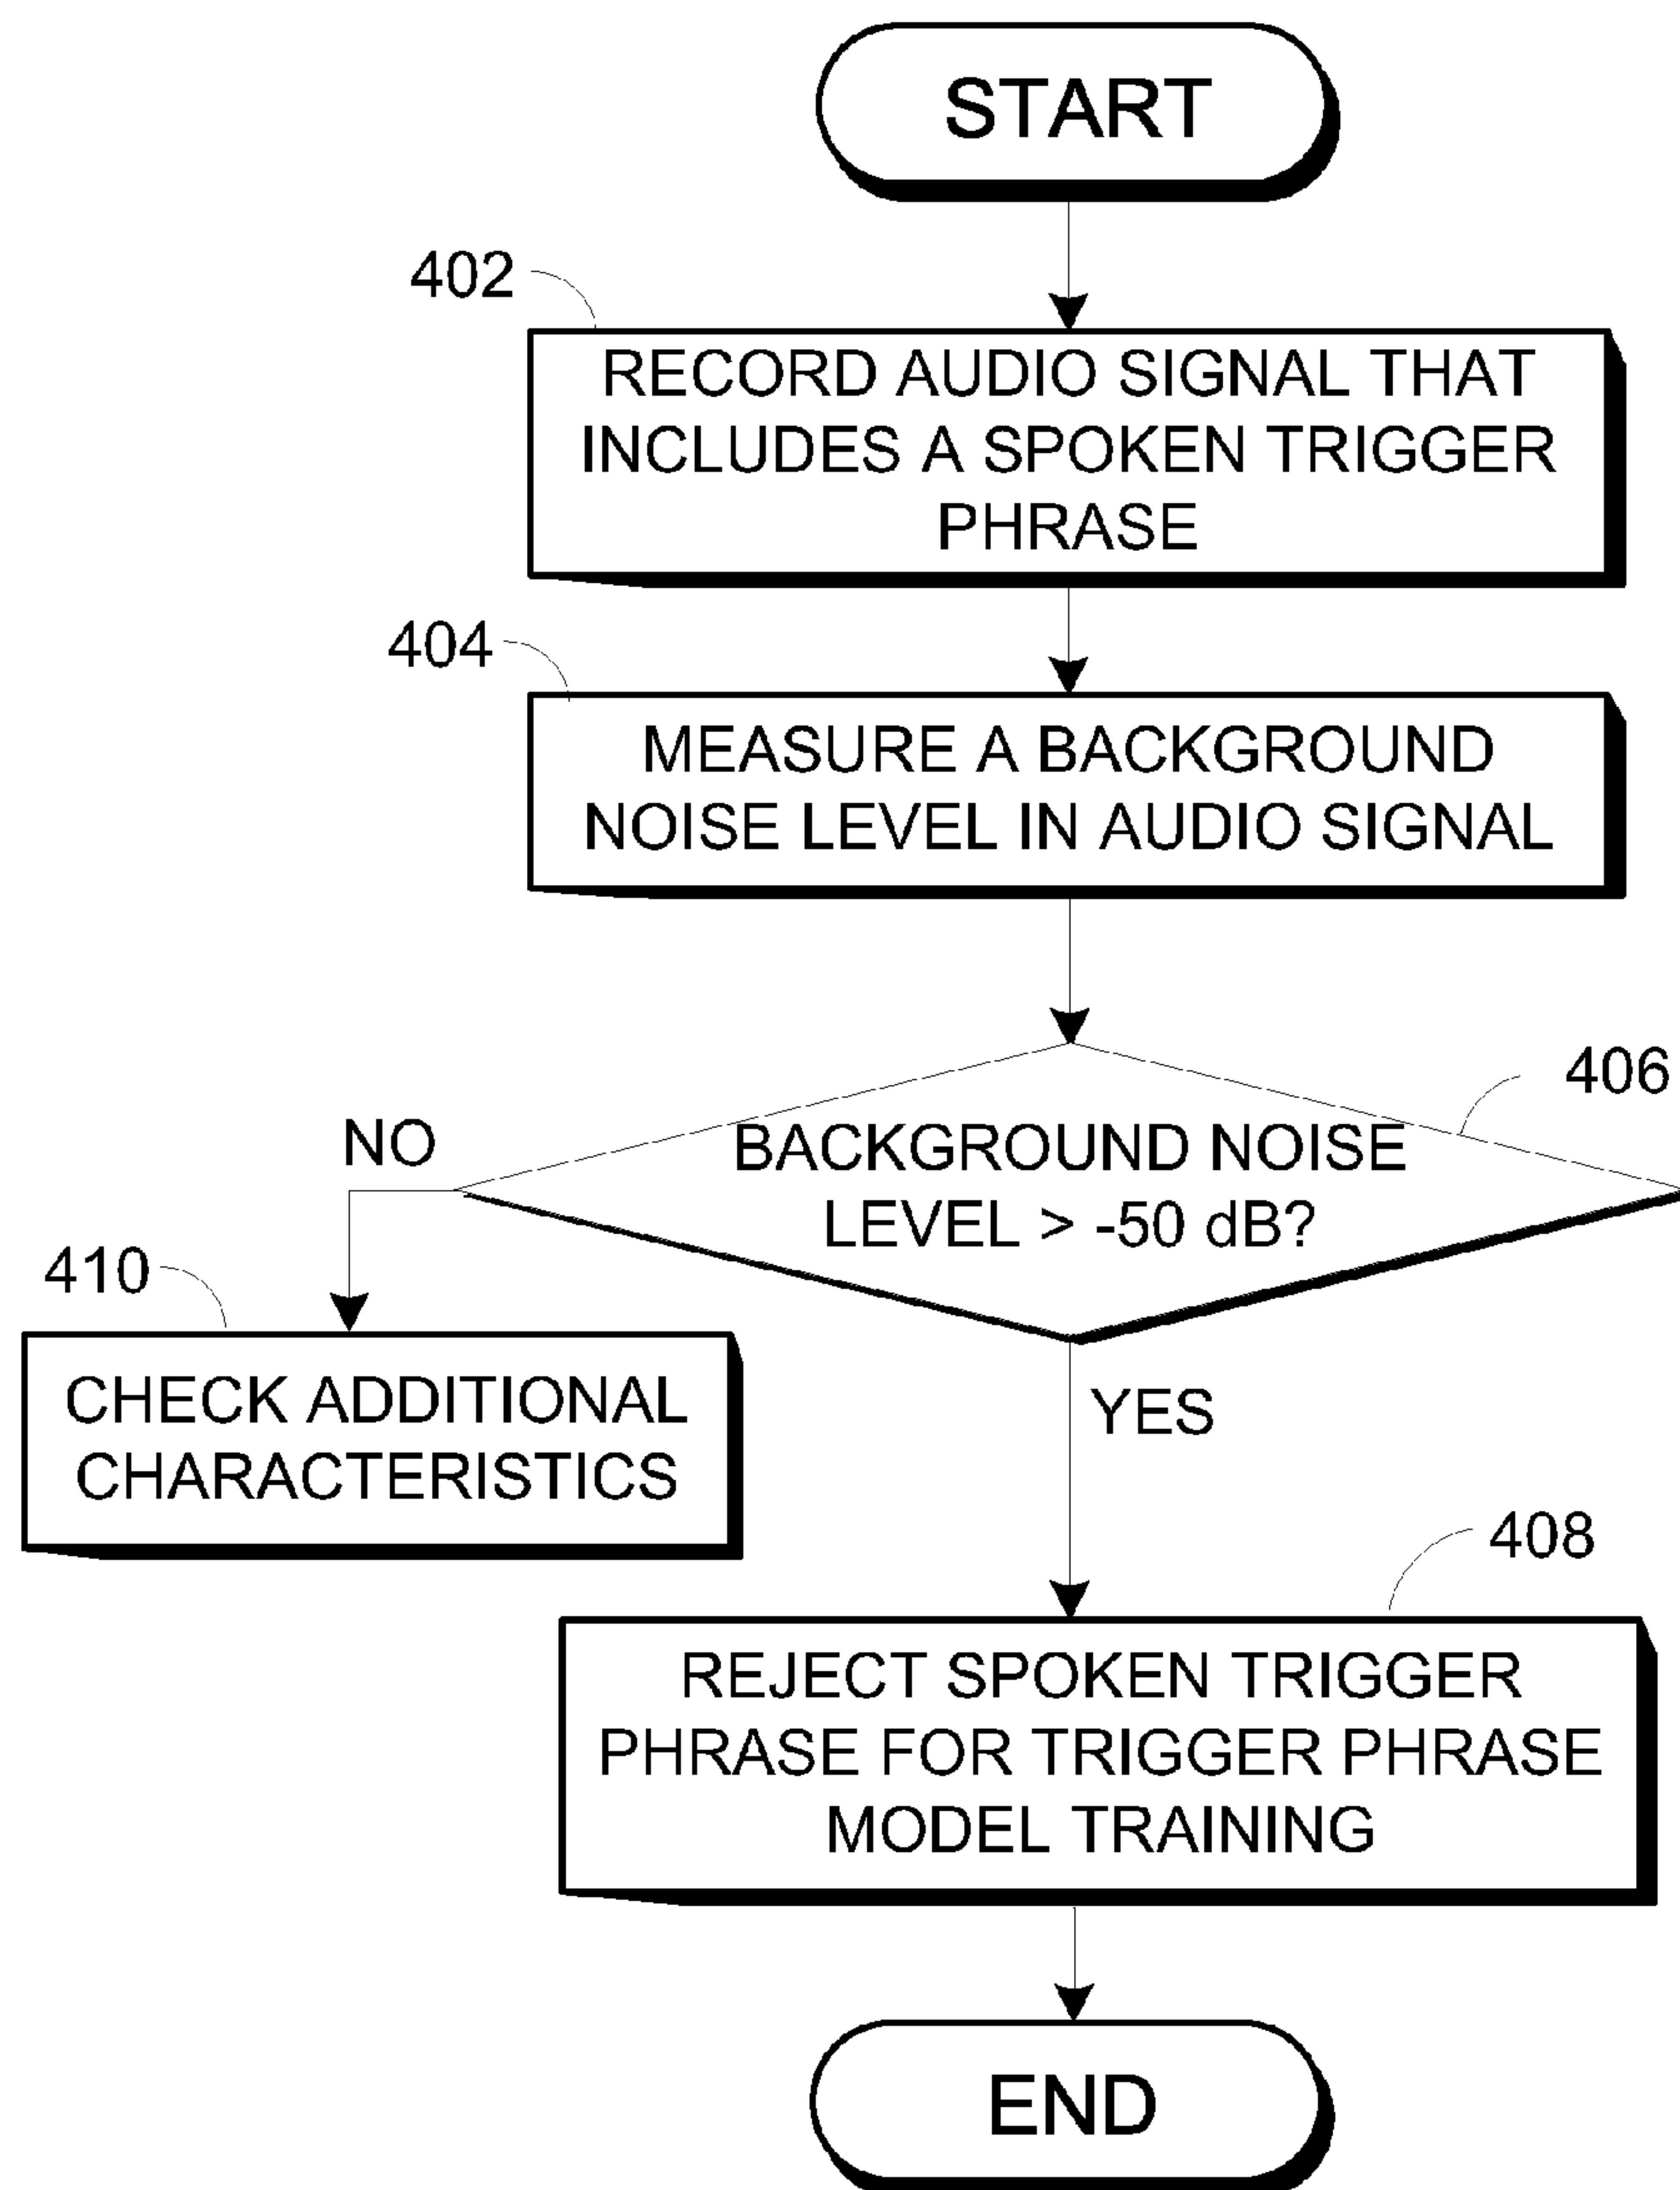 START
402
RECORD AUDIO SIGNAL THAT
INCLUDES A SPOKEN TRIGGER
PHRASE
404
MEASURE A BACKGROUND
NOISE LEVEL IN AUDIO SIGNAL
406
NO
BACKGROUND NOISE
LEVEL > -50 dB?
410
CHECK ADDITIONAL
CHARACTERISTICS
YES
408
REJECT SPOKEN TRIGGER
PHRASE FOR TRIGGER PHRASE
MODEL TRAINING
END